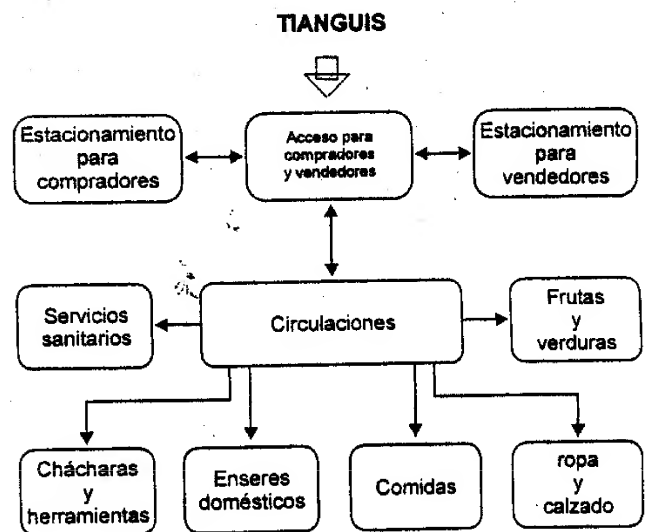 TIANGUIS
Estacionamiento
para
compradores
Acceso para
compradores
y vendedores
Estacionamiento
para
vendedores
Servicios
sanitarios
Circulaciones
Frutas
y
verduras
Chácharas
y
herramientas
Enseres
domésticos
Comidas
ropa
y
calzado